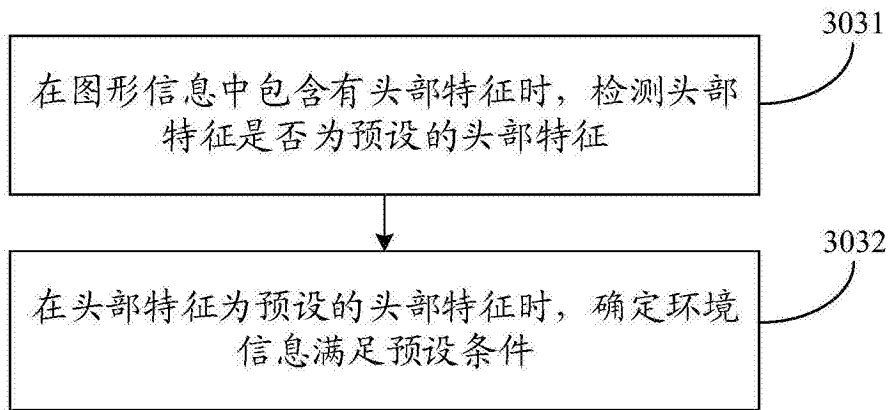 3031
在图形信息中包含有头部特征时，检测头部
特征是否为预设的头部特征
3032
在头部特征为预设的头部特征时，确定环境
信息满足预设条件